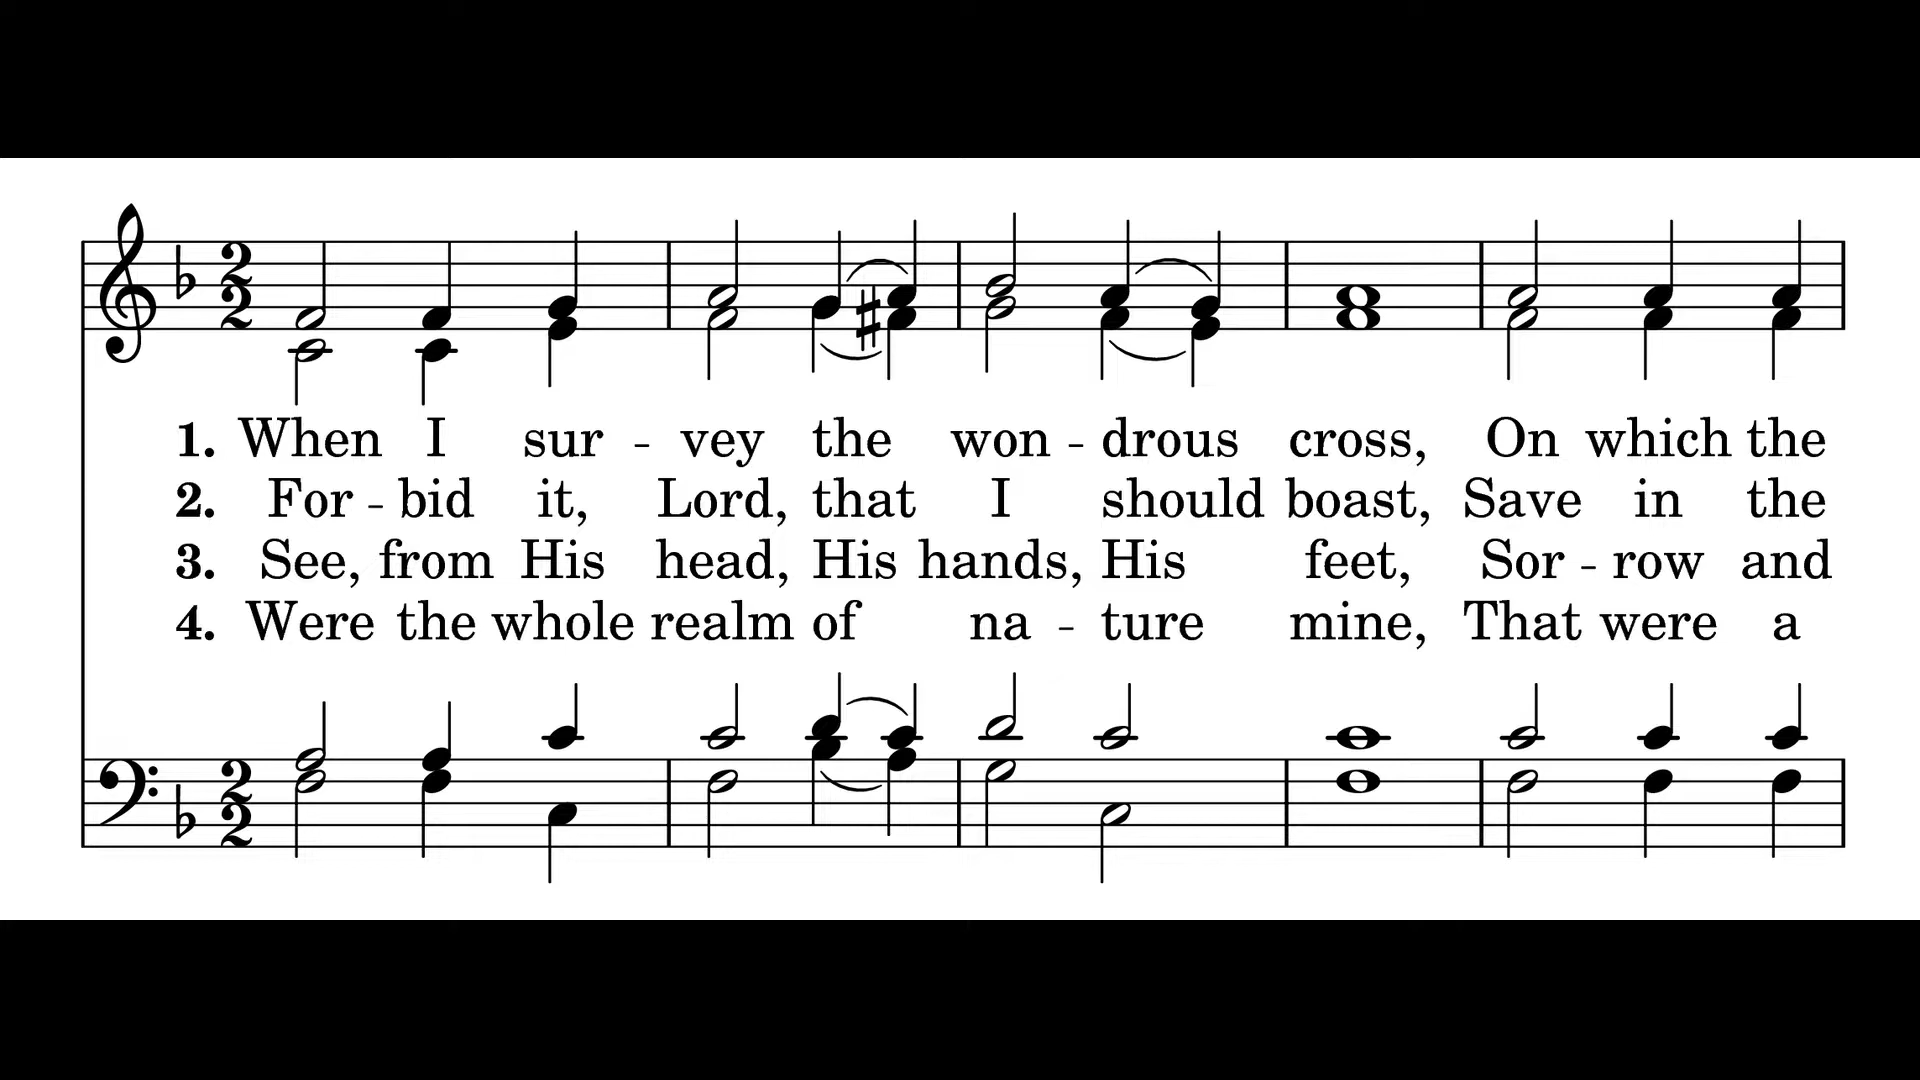 1. When I sur - vey the won - drous cross, On which the
2. For - bid it, Lord, that I should boast, Save in the
3. See, from His head, His hands, His feet, Sor - row and
4. Were the whole realm of na - ture mine, That were a